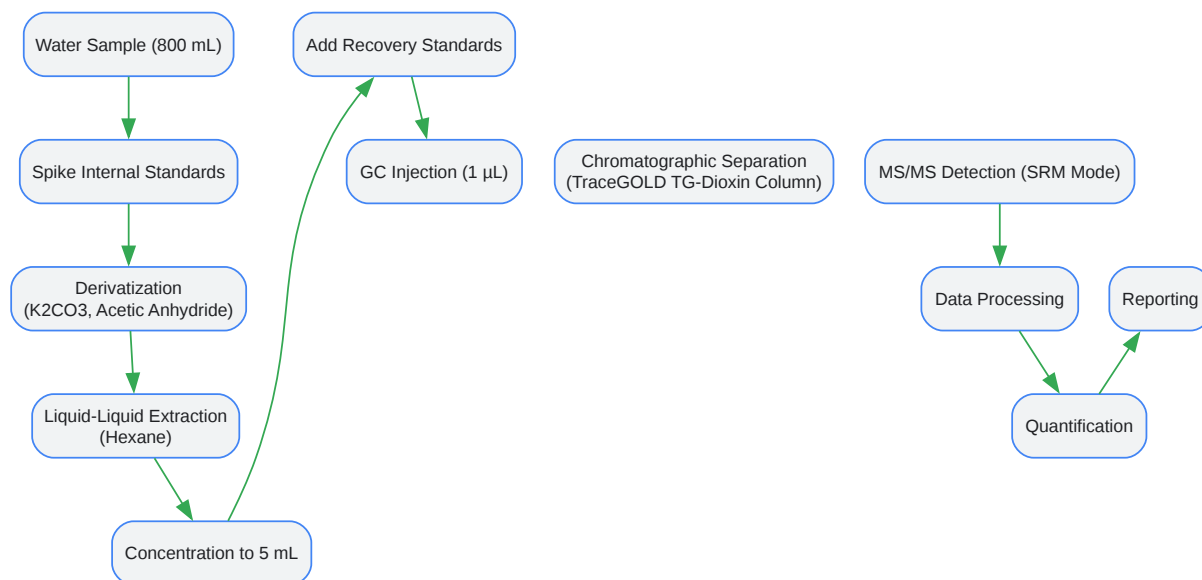 Water Sample (800 mL)
Spike Internal Standards
Derivatization
(K2CO3, Acetic Anhydride)
Liquid-Liquid Extraction
(Hexane)
Concentration to 5 mL
Add Recovery Standards
GC Injection (1 µL)
Chromatographic Separation
(TraceGOLD TG-Dioxin Column)
MS/MS Detection (SRM Mode)
Data Processing
Quantification
Reporting